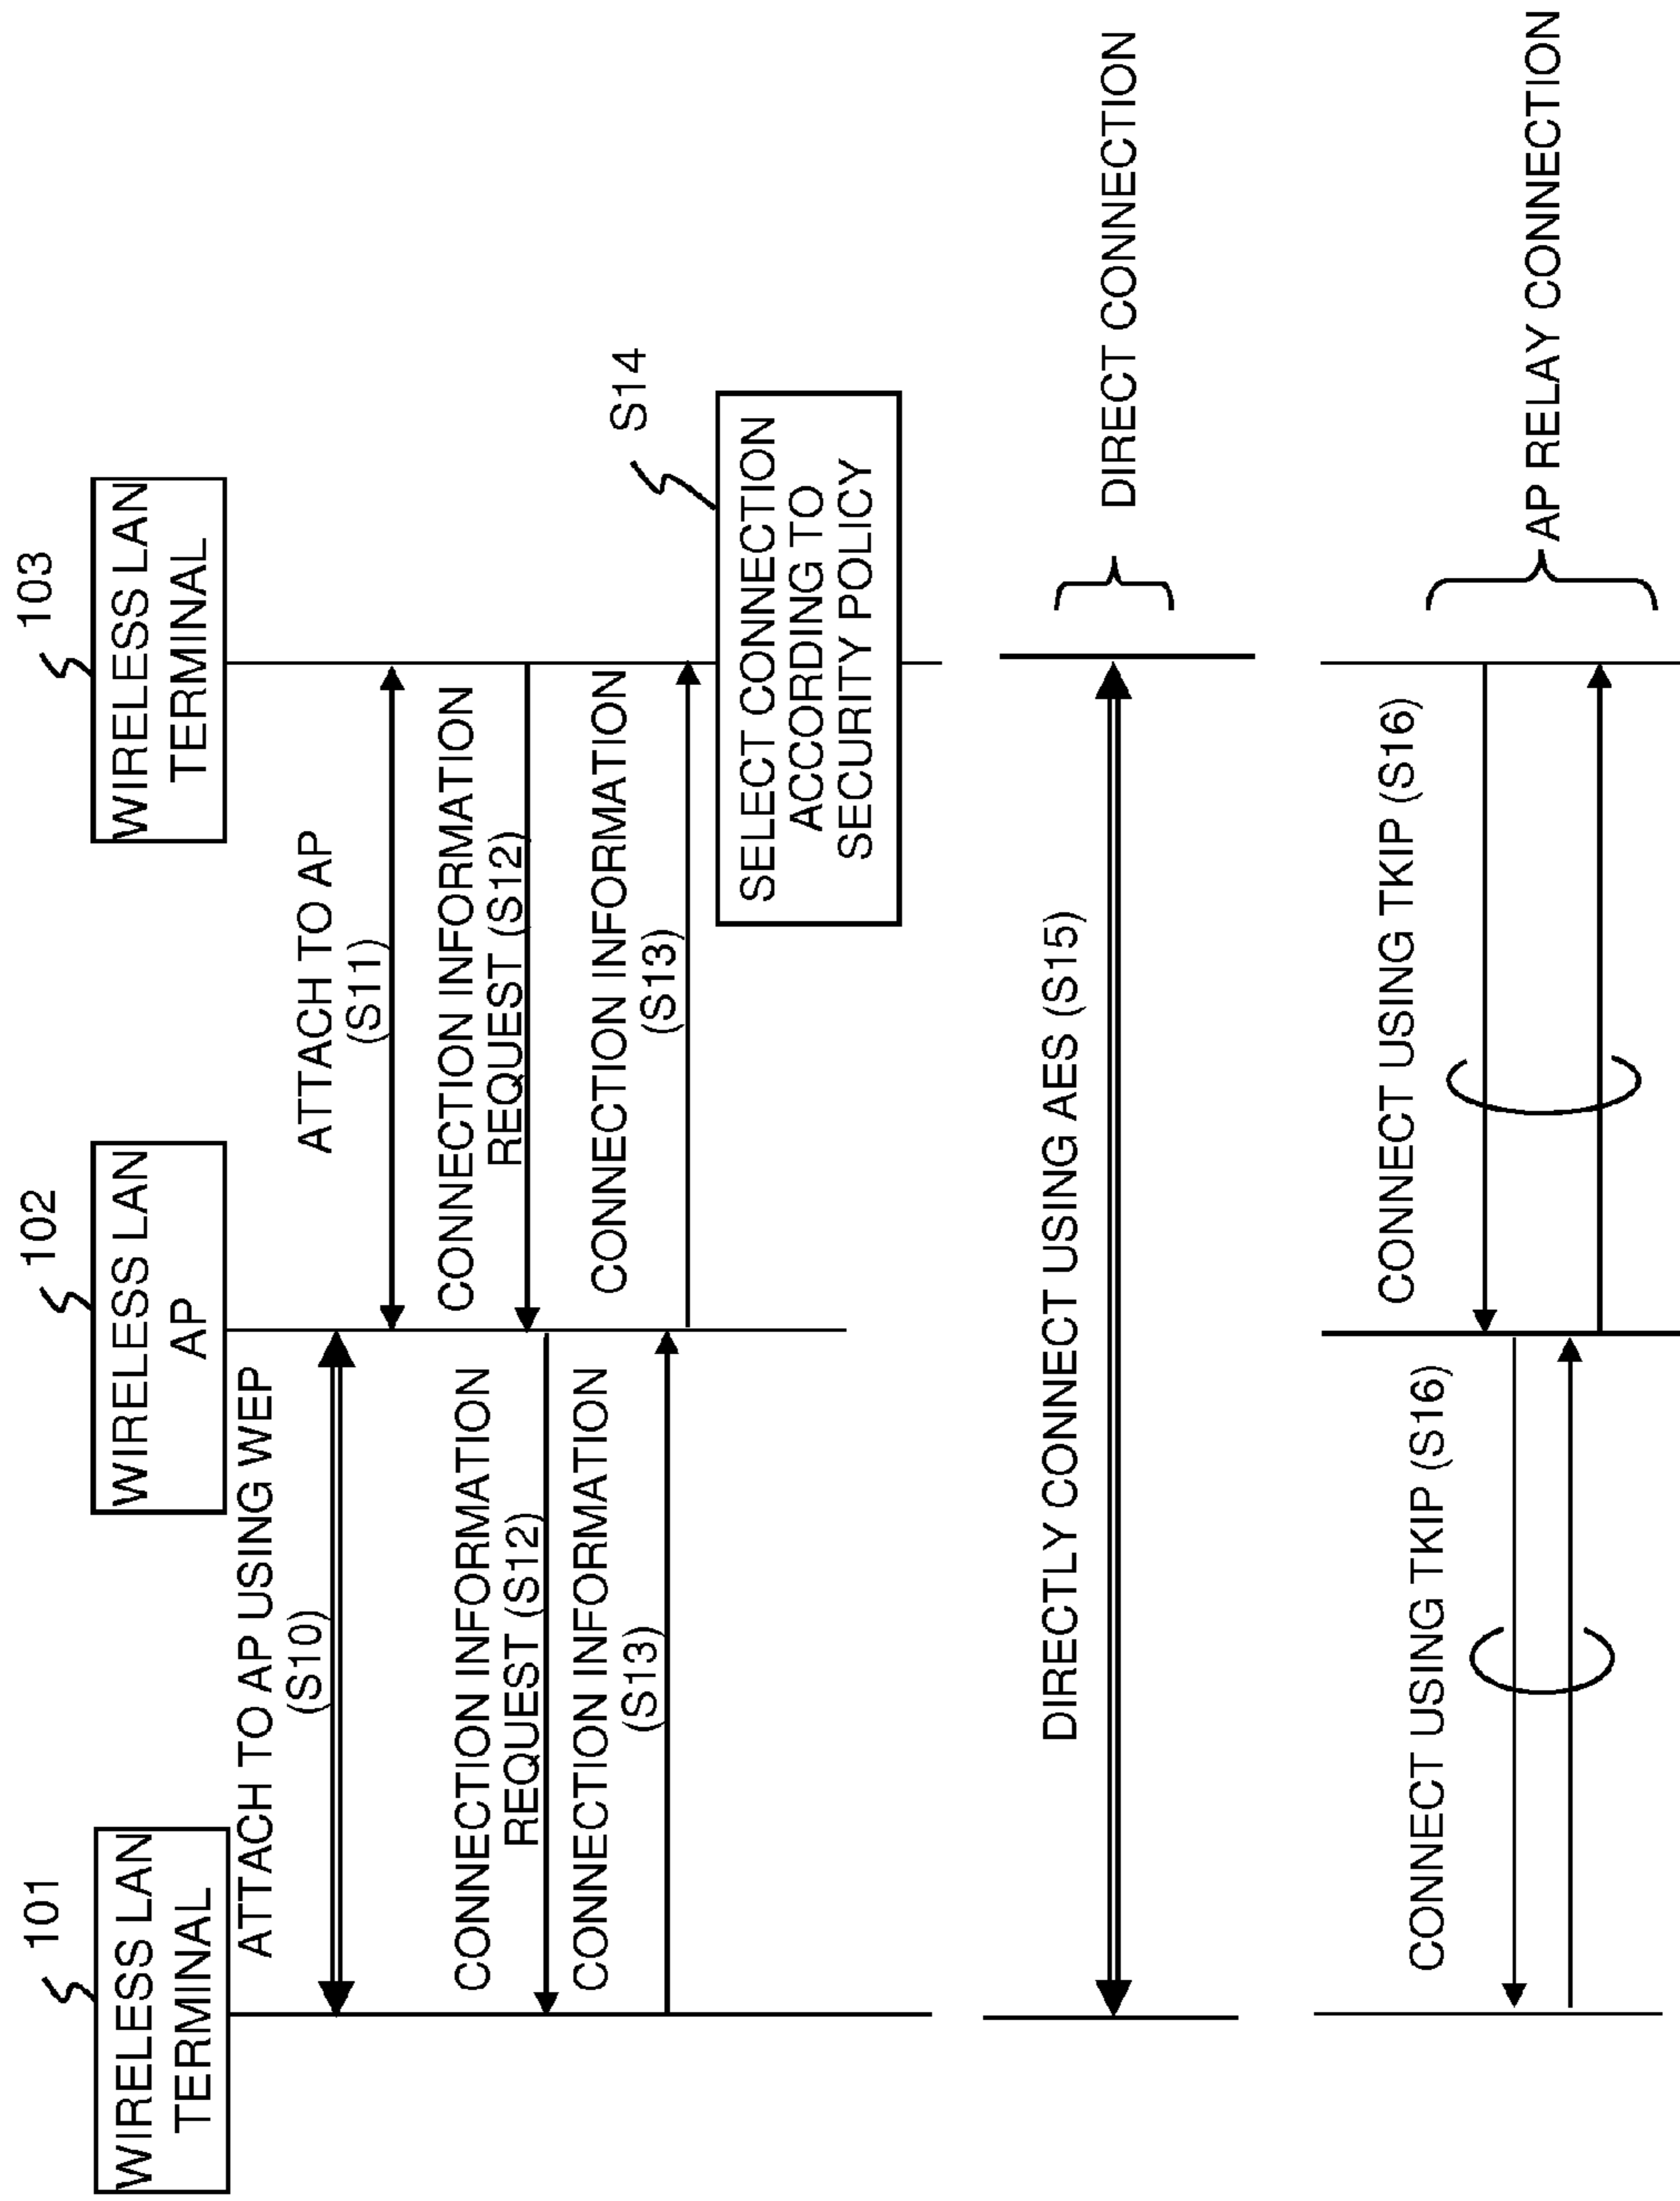 101
WIRELESS LAN
TERMINAL
102
WIRELESS LAN
AP
103
WIRELESS LAN
TERMINAL
ATTACH TO AP USING WEP
(S10)
ATTACH TO AP
(S11)
CONNECTION INFORMATION
REQUEST (S12)
CONNECTION INFORMATION
REQUEST (S12)
CONNECTION INFORMATION
(S13)
CONNECTION INFORMATION
(S13)
S14
SELECT CONNECTION
ACCORDING TO
SECURITY POLICY
DIRECTLY CONNECT USING AES (S15)
DIRECT CONNECTION
CONNECT USING TKIP (S16)
CONNECT USING TKIP (S16)
AP RELAY CONNECTION